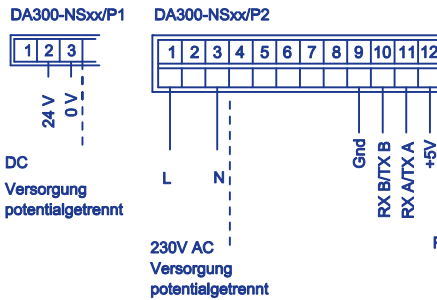 DA300-NSxx/P1
1 2 3
24 V
0 V
DC
Versorgung
potentialgetrennt
DA300-NSxx/P2
1 2 3 4 5 6 7 8 9 10 11 12
L
N
Gnd
RX B/TX B
RX A/TX A
+5V
230V AC
Versorgung
potentialgetrennt